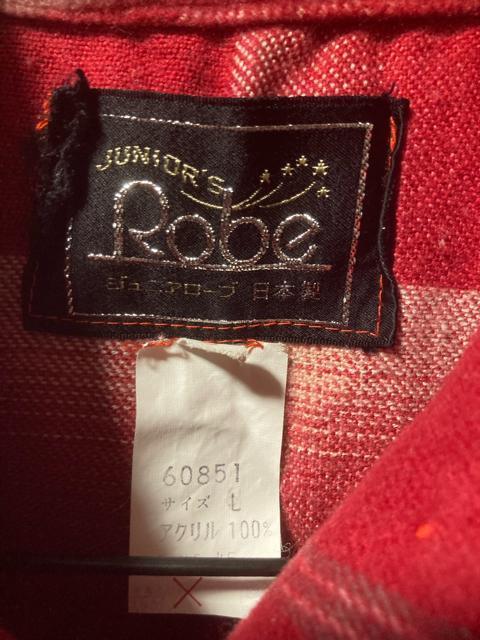 JUNIOR'S
Robe
ジュニアローブ 日本製
60851
サイズ L
アクリル 100%